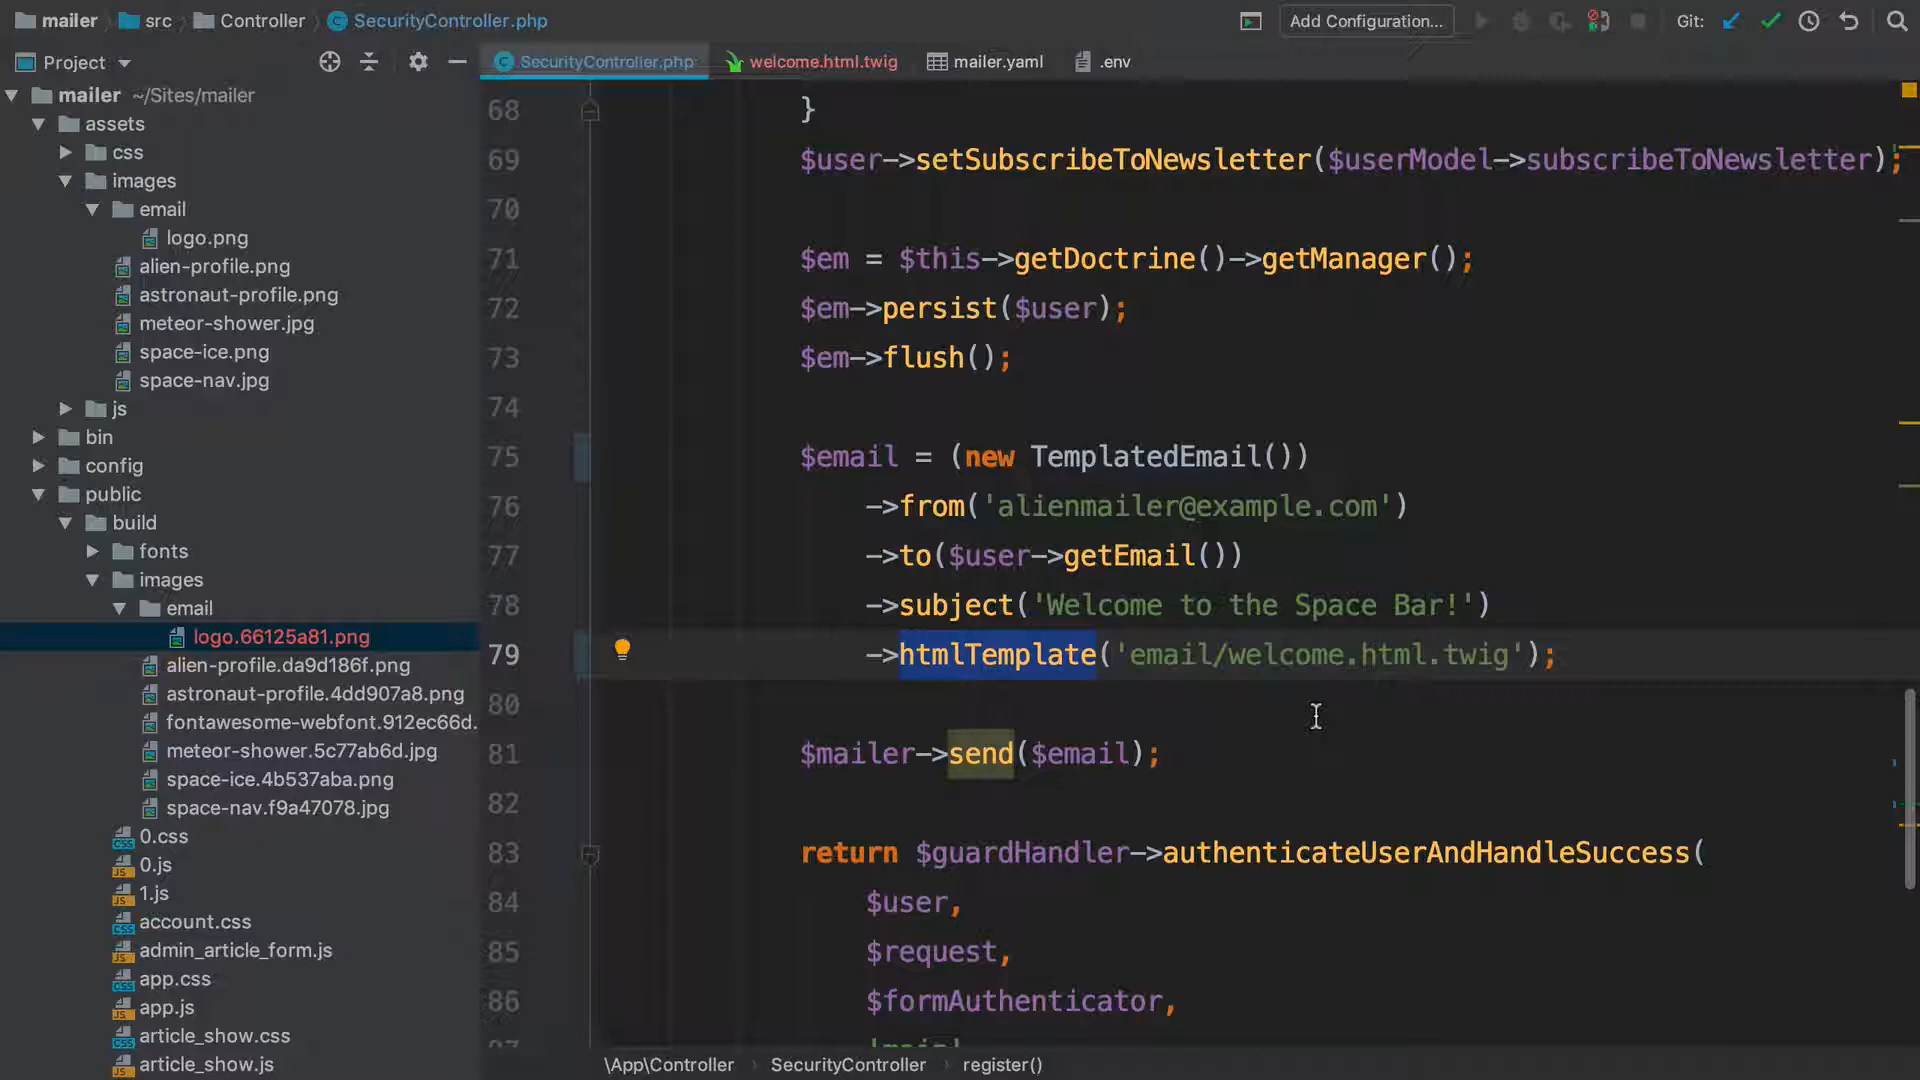 mailer src Controller SecurityController.php Add Configuration... Git:
Project SecurityController.php welcome.html.twig mailer.yaml .env
mailer ~/Sites/mailer
assets
css
images
email
logo.png
alien-profile.png
astronaut-profile.png
meteor-shower.jpg
space-ice.png
space-nav.jpg
js
bin
config
public
build
fonts
images
email
logo.66125a81.png
alien-profile.da9d186f.png
astronaut-profile.4dd907a8.png
fontawesome-webfont.912ec66d.
meteor-shower.5c77ab6d.jpg
space-ice.4b537aba.png
space-nav.f9a47078.jpg
0.css
0.js
1.js
account.css
admin_article_form.js
app.css
app.js
article_show.css
article_show.js
68 }
69 $user->setSubscribeToNewsletter($userModel->subscribeToNewsletter);
70
71 $em = $this->getDoctrine()->getManager();
72 $em->persist($user);
73 $em->flush();
74
75 $email = (new TemplatedEmail())
76 ->from('alienmailer@example.com')
77 ->to($user->getEmail())
78 ->subject('Welcome to the Space Bar!')
79 ->htmlTemplate('email/welcome.html.twig');
80
81 $mailer->send($email);
82
83 return $guardHandler->authenticateUserAndHandleSuccess(
84 $user,
85 $request,
86 $formAuthenticator,
\App\Controller SecurityController register()